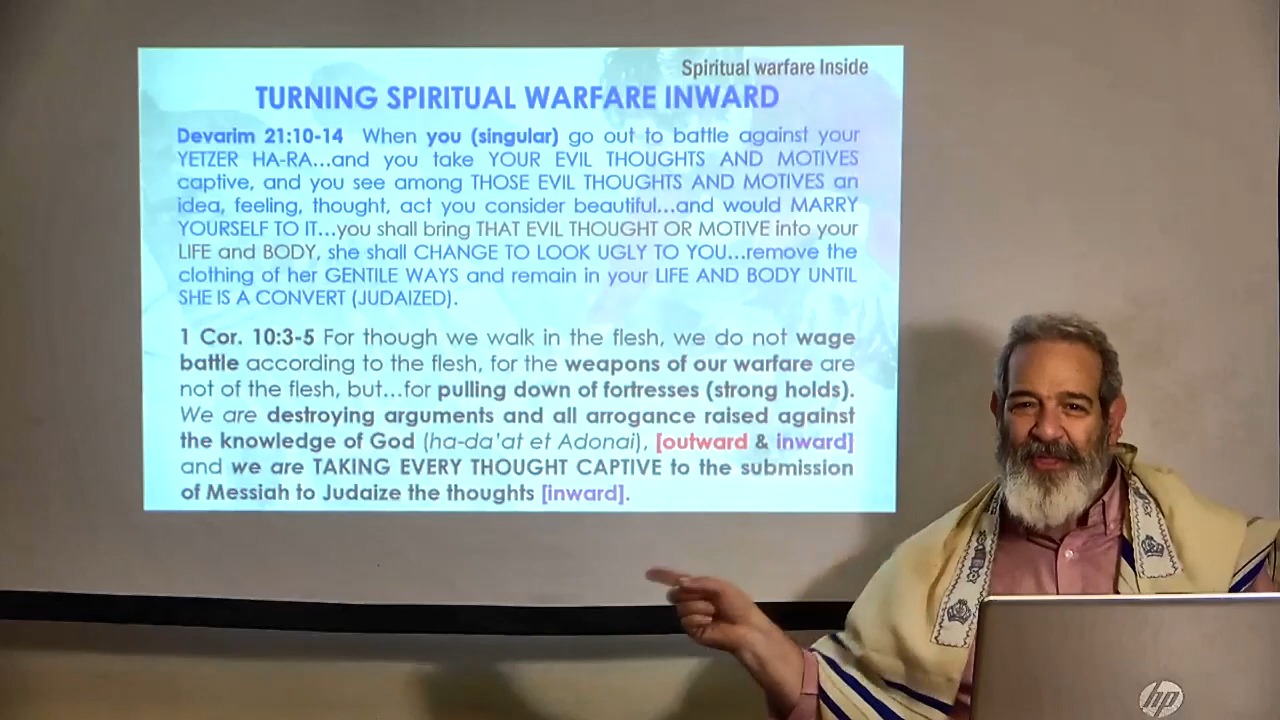 Spiritual warfare Inside
TURNING SPIRITUAL WARFARE INWARD
Devarim 21:10-14 When you (singular) go out to battle against your
YETZER HA-RA...and you take YOUR EVIL THOUGHTS AND MOTIVES
captive, and you see among THOSE EVIL THOUGHTS AND MOTIVES an
idea, feeling, thought, act you consider beautiful...and would MARRY
YOURSELF TO IT...you shall bring THAT EVIL THOUGHT OR MOTIVE into your
LIFE and BODY, she shall CHANGE TO LOOK UGLY TO YOU...remove the
clothing of her GENTILE WAYS and remain in your LIFE AND BODY UNTIL
SHE IS A CONVERT (JUDAIZED).
1 Cor. 10:3-5 For though we walk in the flesh, we do not wage
battle according to the flesh, for the weapons of our warfare are
not of the flesh, but...for pulling down of fortresses (strong holds).
We are destroying arguments and all arrogance raised against
the knowledge of God (ha-da'at et Adonai), [outward & inward]
and we are TAKING EVERY THOUGHT CAPTIVE to the submission
of Messiah to Judaize the thoughts [inward].
hp